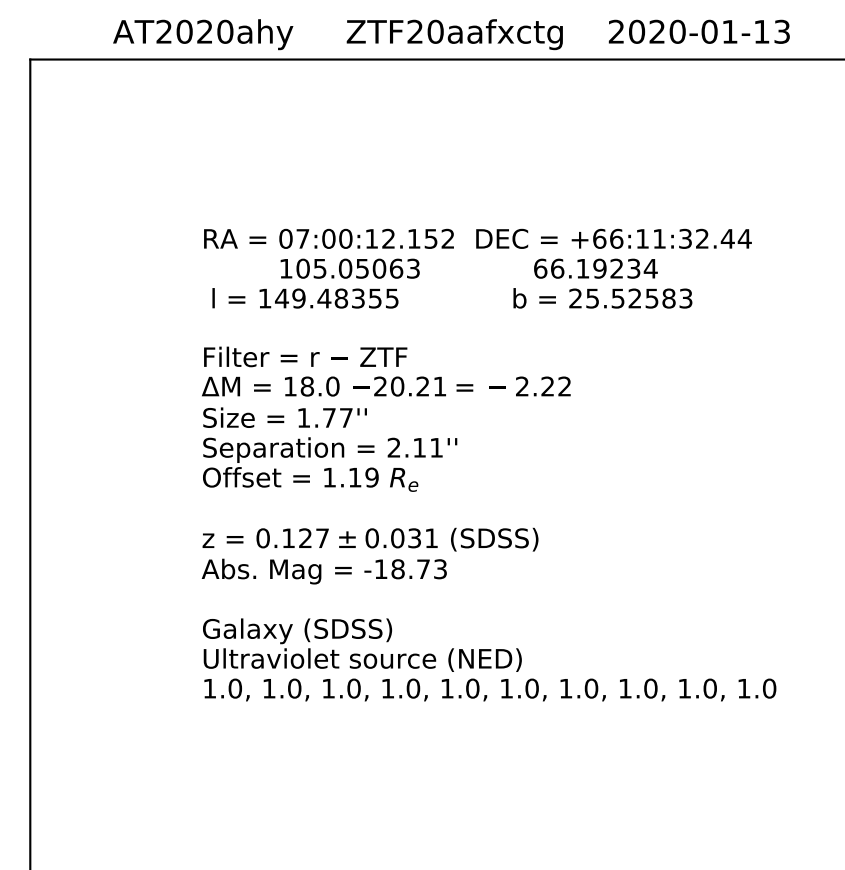 AT2020ahy ZTF20aafxctg 2020-01-13
RA = 07:00:12.152 DEC = +66:11:32.44
105.05063 66.19234
l = 149.48355 b = 25.52583
Filter = r − ZTF
ΔM = 18.0 −20.21 = − 2.22
Size = 1.77''
Separation = 2.11''
Offset = 1.19 Re
z = 0.127 ± 0.031 (SDSS)
Abs. Mag = -18.73
Galaxy (SDSS)
Ultraviolet source (NED)
1.0, 1.0, 1.0, 1.0, 1.0, 1.0, 1.0, 1.0, 1.0, 1.0